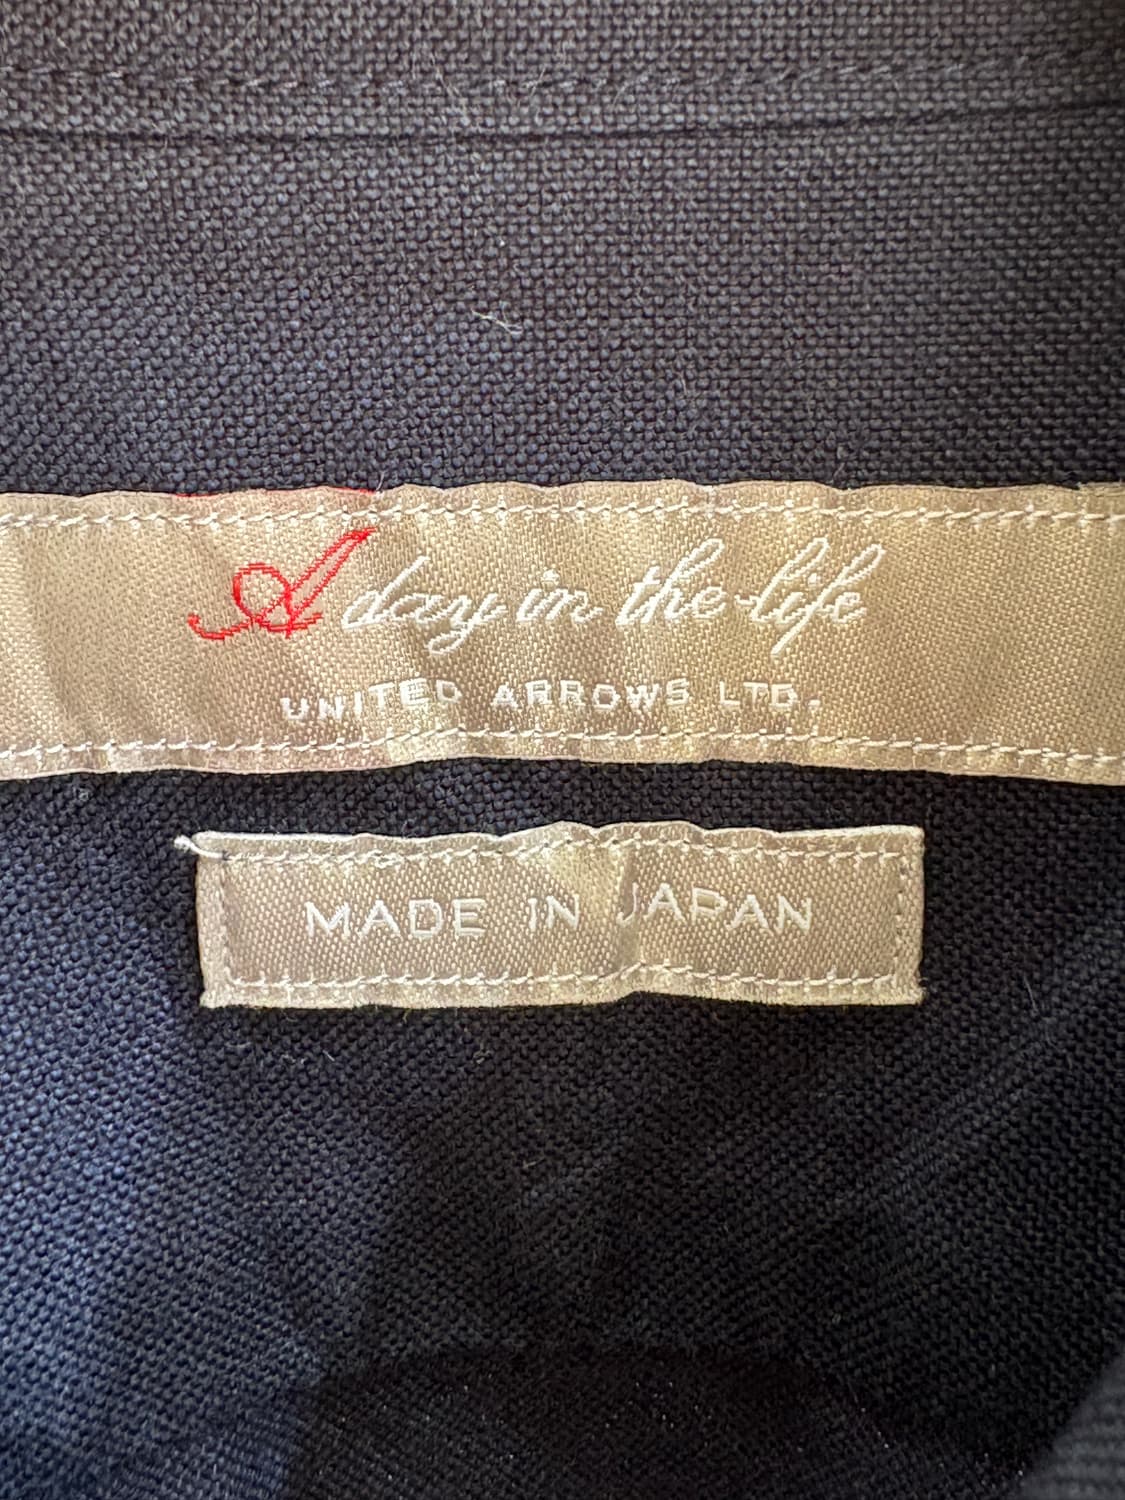 A day in the life
UNITED ARROWS LTD.
MADE IN JAPAN